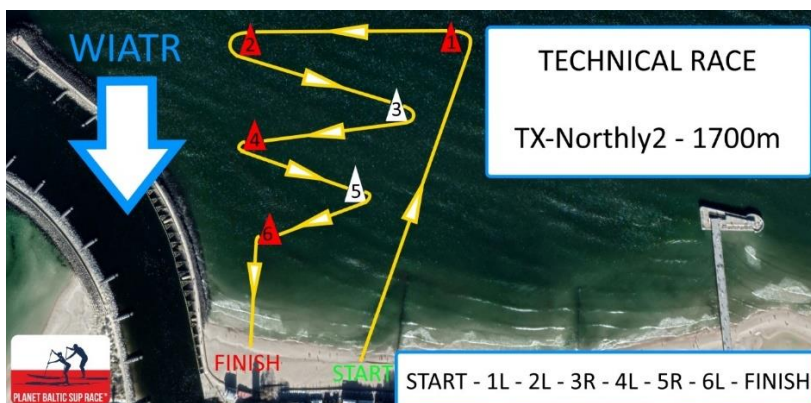 WIATR
TECHNICAL RACE
TX-Northly2 - 1700m
2
1
3
4
5
6
FINISH
START
PLANET BALTIC SUP RACE
START - 1L - 2L - 3R - 4L - 5R - 6L - FINISH